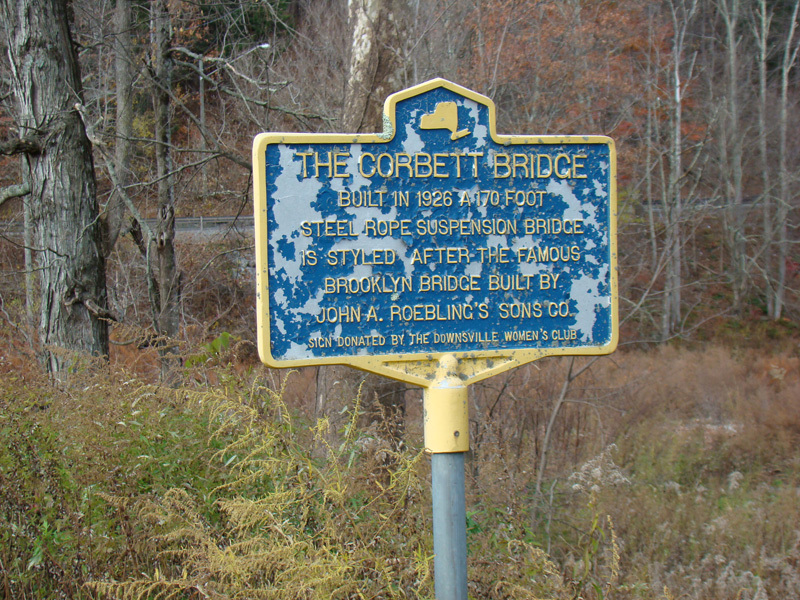 THE CORBETT BRIDGE
BUILT IN 1926 A 170 FOOT
STEEL ROPE SUSPENSION BRIDGE
IS STYLED AFTER THE FAMOUS
BROOKLYN BRIDGE BUILT BY
JOHN A. ROEBLING'S SONS CO.
SIGN DONATED BY THE DOWNSVILLE WOMEN'S CLUB